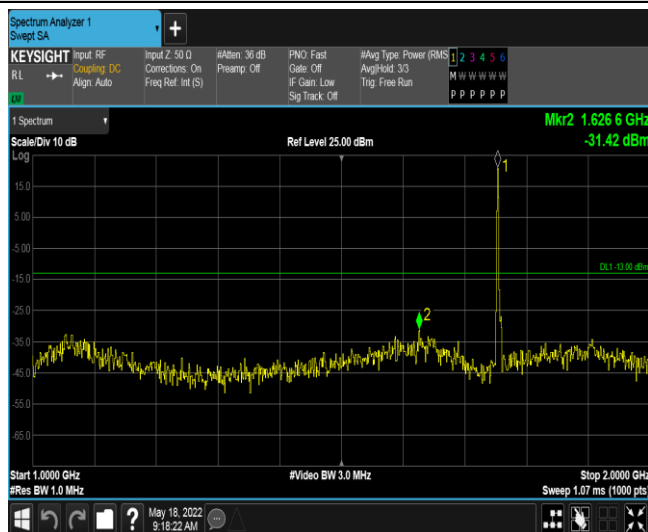 Spectrum Analyzer 1
Swept SA
+
KEYSIGHT
RL
LXI
Input: RF
Coupling: DC
Align: Auto
Input Z: 50 Ω
Corrections: On
Freq Ref: Int (S)
#Atten: 36 dB
Preamp: Off
PNO: Fast
Gate: Off
IF Gain: Low
Sig Track: Off
#Avg Type: Power (RMS
Avg|Hold: 3/3
Trig: Free Run
1 2 3 4 5 6
M W W W W W
P P P P P P
1 Spectrum
Scale/Div 10 dB
Log
Ref Level 25.00 dBm
Mkr2 1.626 6 GHz
-31.42 dBm
1
15.0
5.00
-5.00
DL1 -13.00 dBm
-15.0
-25.0
2
-35.0
-45.0
-55.0
-65.0
Start 1.0000 GHz
#Res BW 1.0 MHz
#Video BW 3.0 MHz
Stop 2.0000 GHz
Sweep 1.07 ms (1000 pts)
?
May 18, 2022
9:18:22 AM